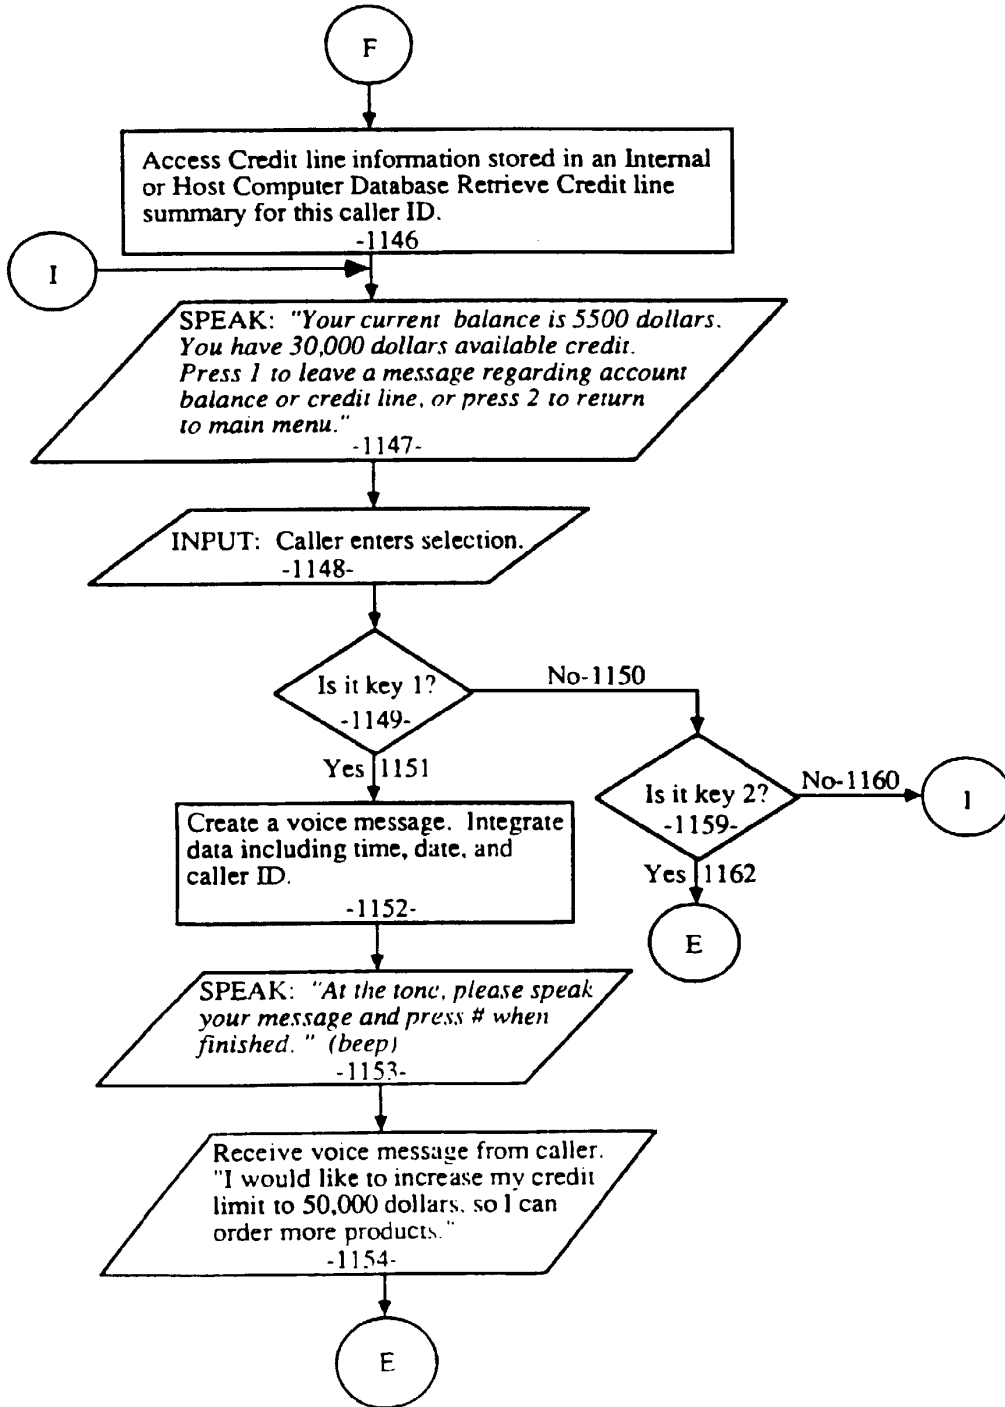 F
Access Credit line information stored in an Internal
or Host Computer Database Retrieve Credit line
summary for this caller ID.
-1146
I
SPEAK: "Your current balance is 5500 dollars.
You have 30,000 dollars available credit.
Press 1 to leave a message regarding account
balance or credit line, or press 2 to return
to main menu."
-1147-
INPUT: Caller enters selection.
-1148-
Is it key 1?
-1149-
No-1150
Yes 1151
Is it key 2?
-1159-
No-1160
I
Yes 1162
E
Create a voice message. Integrate
data including time, date, and
caller ID.
-1152-
SPEAK: "At the tone, please speak
your message and press # when
finished." (beep)
-1153-
Receive voice message from caller.
"I would like to increase my credit
limit to 50,000 dollars, so I can
order more products."
-1154-
E